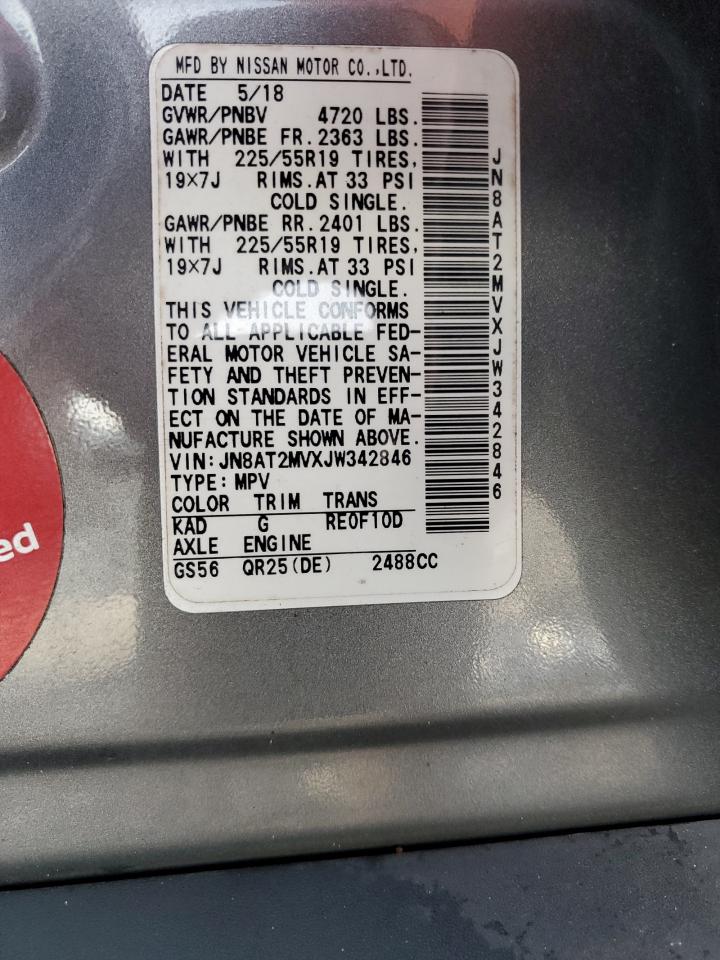 MFD BY NISSAN MOTOR CO.,LTD.
DATE 5/18
GVWR/PNBV 4720 LBS.
GAWR/PNBE FR.2363 LBS.
WITH 225/55R19 TIRES,
19×7J RIMS.AT 33 PSI
COLD SINGLE.
GAWR/PNBE RR.2401 LBS.
WITH 225/55R19 TIRES,
19×7J RIMS.AT 33 PSI
COLD SINGLE.
THIS VEHICLE CONFORMS
TO ALL APPLICABLE FED-
ERAL MOTOR VEHICLE SA-
FETY AND THEFT PREVEN-
TION STANDARDS IN EFF-
ECT ON THE DATE OF MA-
NUFACTURE SHOWN ABOVE.
VIN:JN8AT2MVXJW342846
TYPE:MPV
COLOR TRIM TRANS
KAD G RE0F10D
AXLE ENGINE
GS56 QR25(DE) 2488CC
JN8AT2MVXJW342846
ed